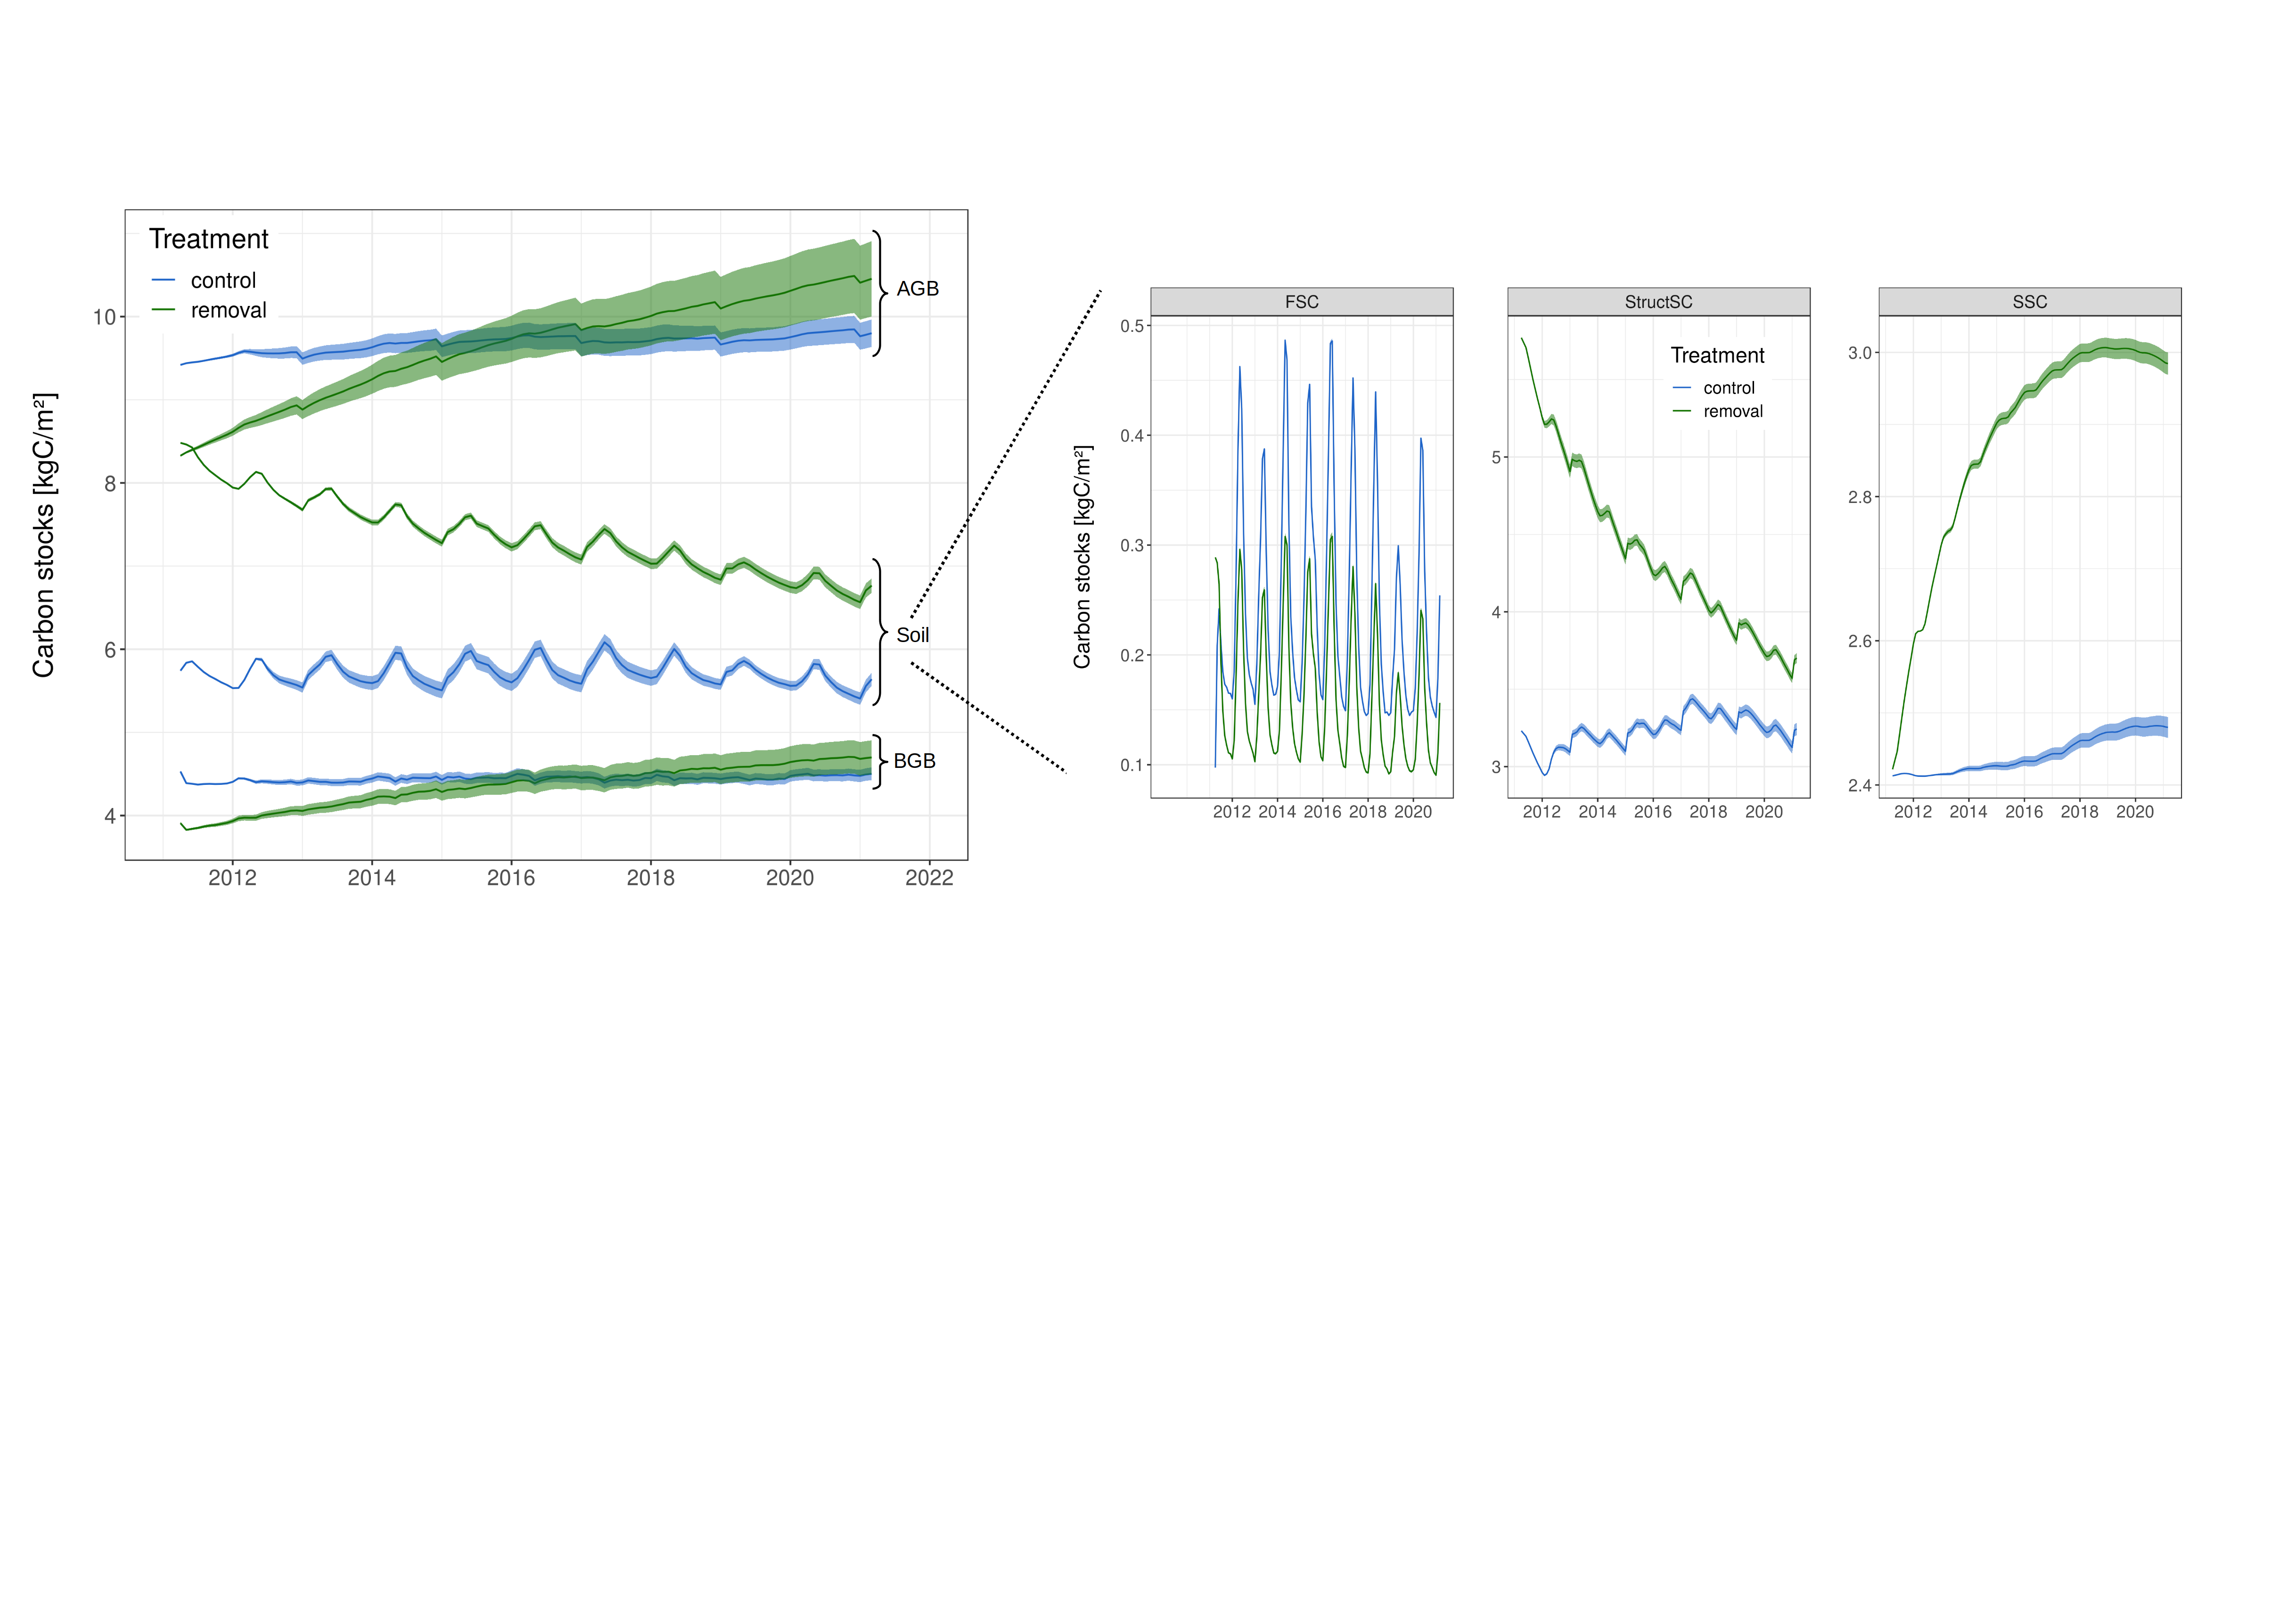 Treatment
control
removal
Carbon stocks [kgC/m²]
10
8
6
4
2012 2014 2016 2018 2020 2022
AGB
Soil
BGB
Carbon stocks [kgC/m²]
FSC
0.5
0.4
0.3
0.2
0.1
2012 2014 2016 2018 2020
StructSC
Treatment
control
removal
5
4
3
2012 2014 2016 2018 2020
SSC
3.0
2.8
2.6
2.4
2012 2014 2016 2018 2020